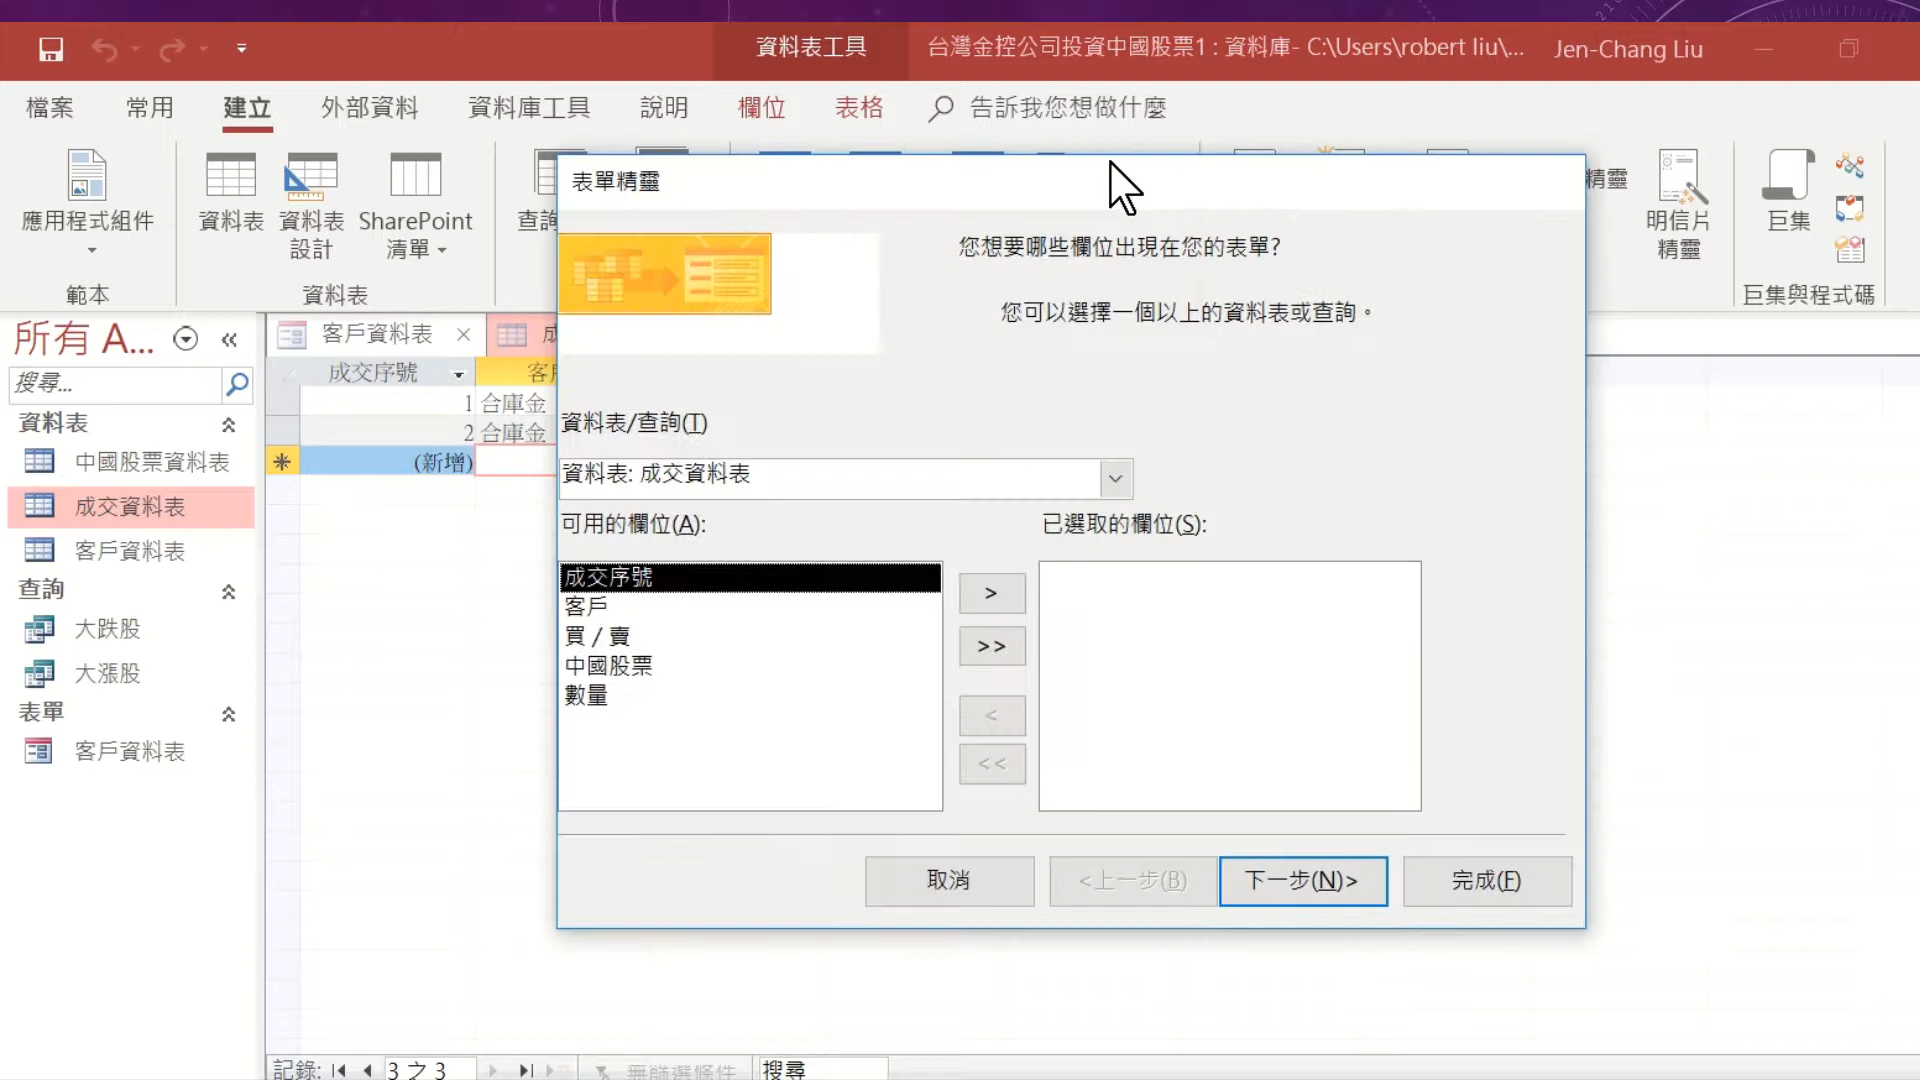 資料表工具
台灣金控公司投資中國股票1 : 資料庫- C:\Users\robert liu\...
Jen-Chang Liu
檔案 常用 建立 外部資料 資料庫工具 說明 欄位 表格 告訴我您想做什麼
應用程式組件
範本
資料表
資料表
設計
SharePoint
清單
資料表
查詢
精靈
明信片
精靈
巨集
巨集與程式碼
所有 A...
搜尋...
資料表
中國股票資料表
成交資料表
客戶資料表
查詢
大跌股
大漲股
表單
客戶資料表
客戶資料表
成交序號
1 合庫金
2 合庫金
(新增)
表單精靈
您想要哪些欄位出現在您的表單?
您可以選擇一個以上的資料表或查詢。
資料表/查詢(T)
資料表: 成交資料表
可用的欄位(A):
已選取的欄位(S):
成交序號
客戶
買 / 賣
中國股票
數量
>
>>
<
<<
取消
<上一步(B)
下一步(N)>
完成(F)
記錄: 3 之 3 無篩選條件 搜尋